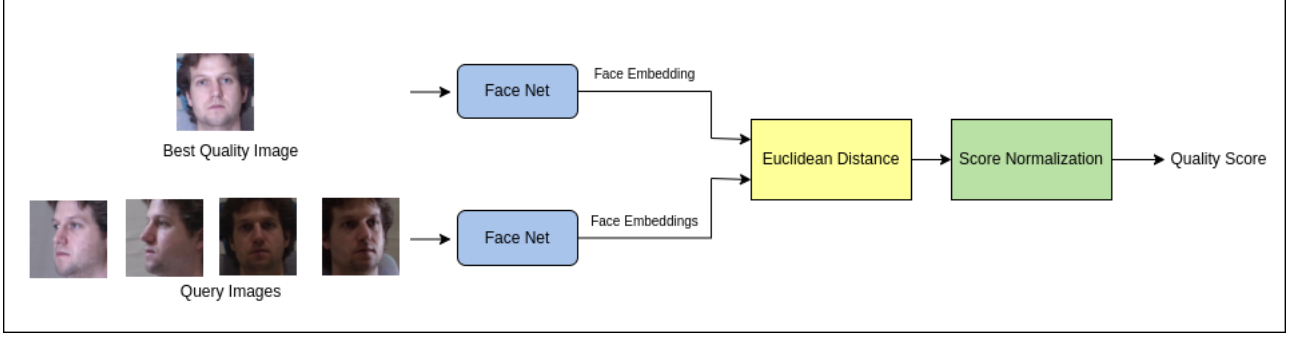 Best Quality Image
Face Net
Face Embedding
Euclidean Distance
Score Normalization
Quality Score
Query Images
Face Net
Face Embeddings